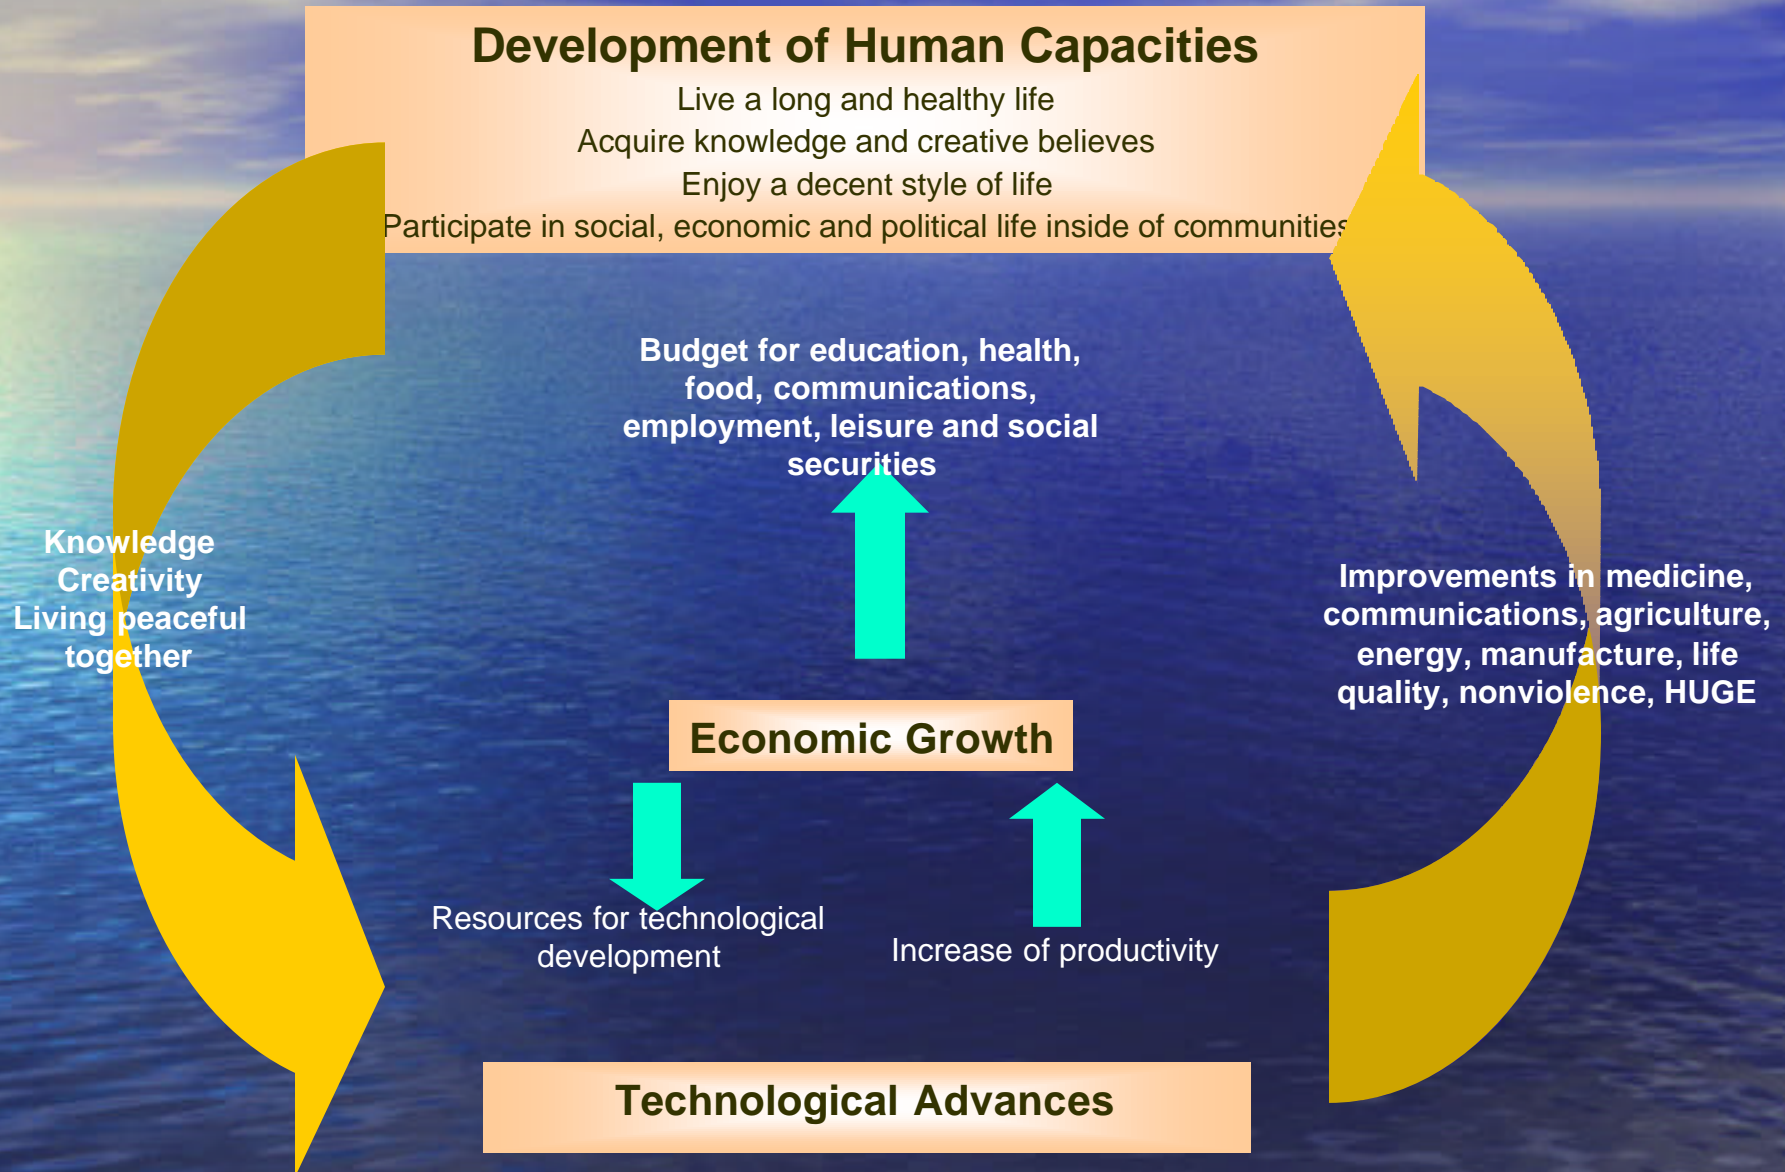 Development of Human Capacities
Live a long and healthy life
Acquire knowledge and creative believes
Enjoy a decent style of life
Participate in social, economic and political life inside of communities
Budget for education, health,
food, communications,
employment, leisure and social
securities
Knowledge
Creativity
Living peaceful
together
Improvements in medicine,
communications, agriculture,
energy, manufacture, life
quality, nonviolence, HUGE
Economic Growth
Resources for technological
development
Increase of productivity
Technological Advances